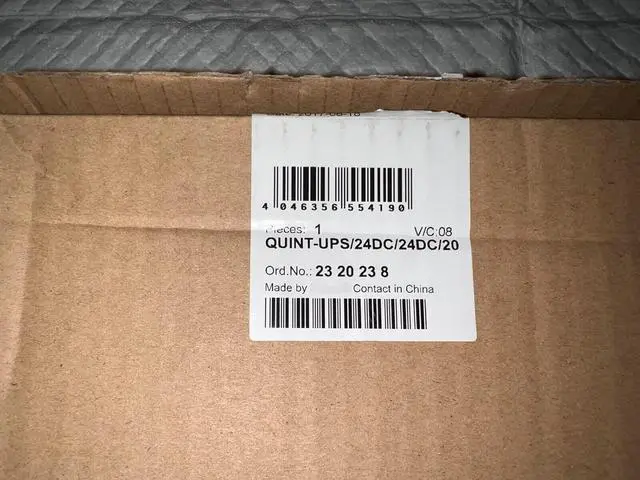 4 046356 554190
Pieces: 1 V/C:08
QUINT-UPS/24DC/24DC/20
Ord.No.: 23 20 23 8
Made by Contact in China